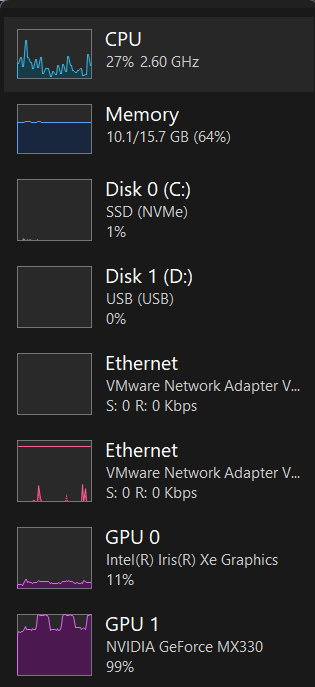 CPU
27% 2.60 GHz
Memory
10.1/15.7 GB (64%)
Disk 0 (C:)
SSD (NVMe)
1%
Disk 1 (D:)
USB (USB)
0%
Ethernet
VMware Network Adapter V...
S: 0 R: 0 Kbps
Ethernet
VMware Network Adapter V...
S: 0 R: 0 Kbps
GPU 0
Intel(R) Iris(R) Xe Graphics
11%
GPU 1
NVIDIA GeForce MX330
99%